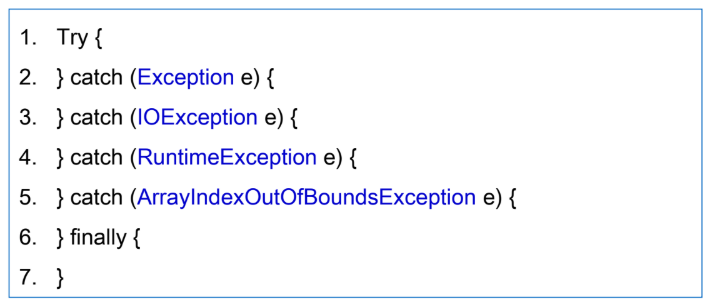 1. Try {
2. } catch (Exception e) {
3. } catch (IOException e) {
4. } catch (RuntimeException e) {
5. } catch (ArrayIndexOutOfBoundsException e) {
6. } finally {
7. }